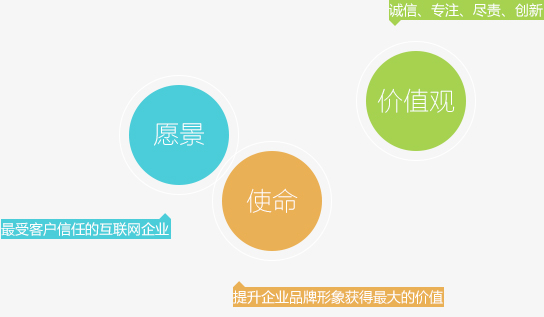 诚信、专注、尽责、创新
价值观
愿景
使命
最受客户信任的互联网企业
提升企业品牌形象获得最大的价值